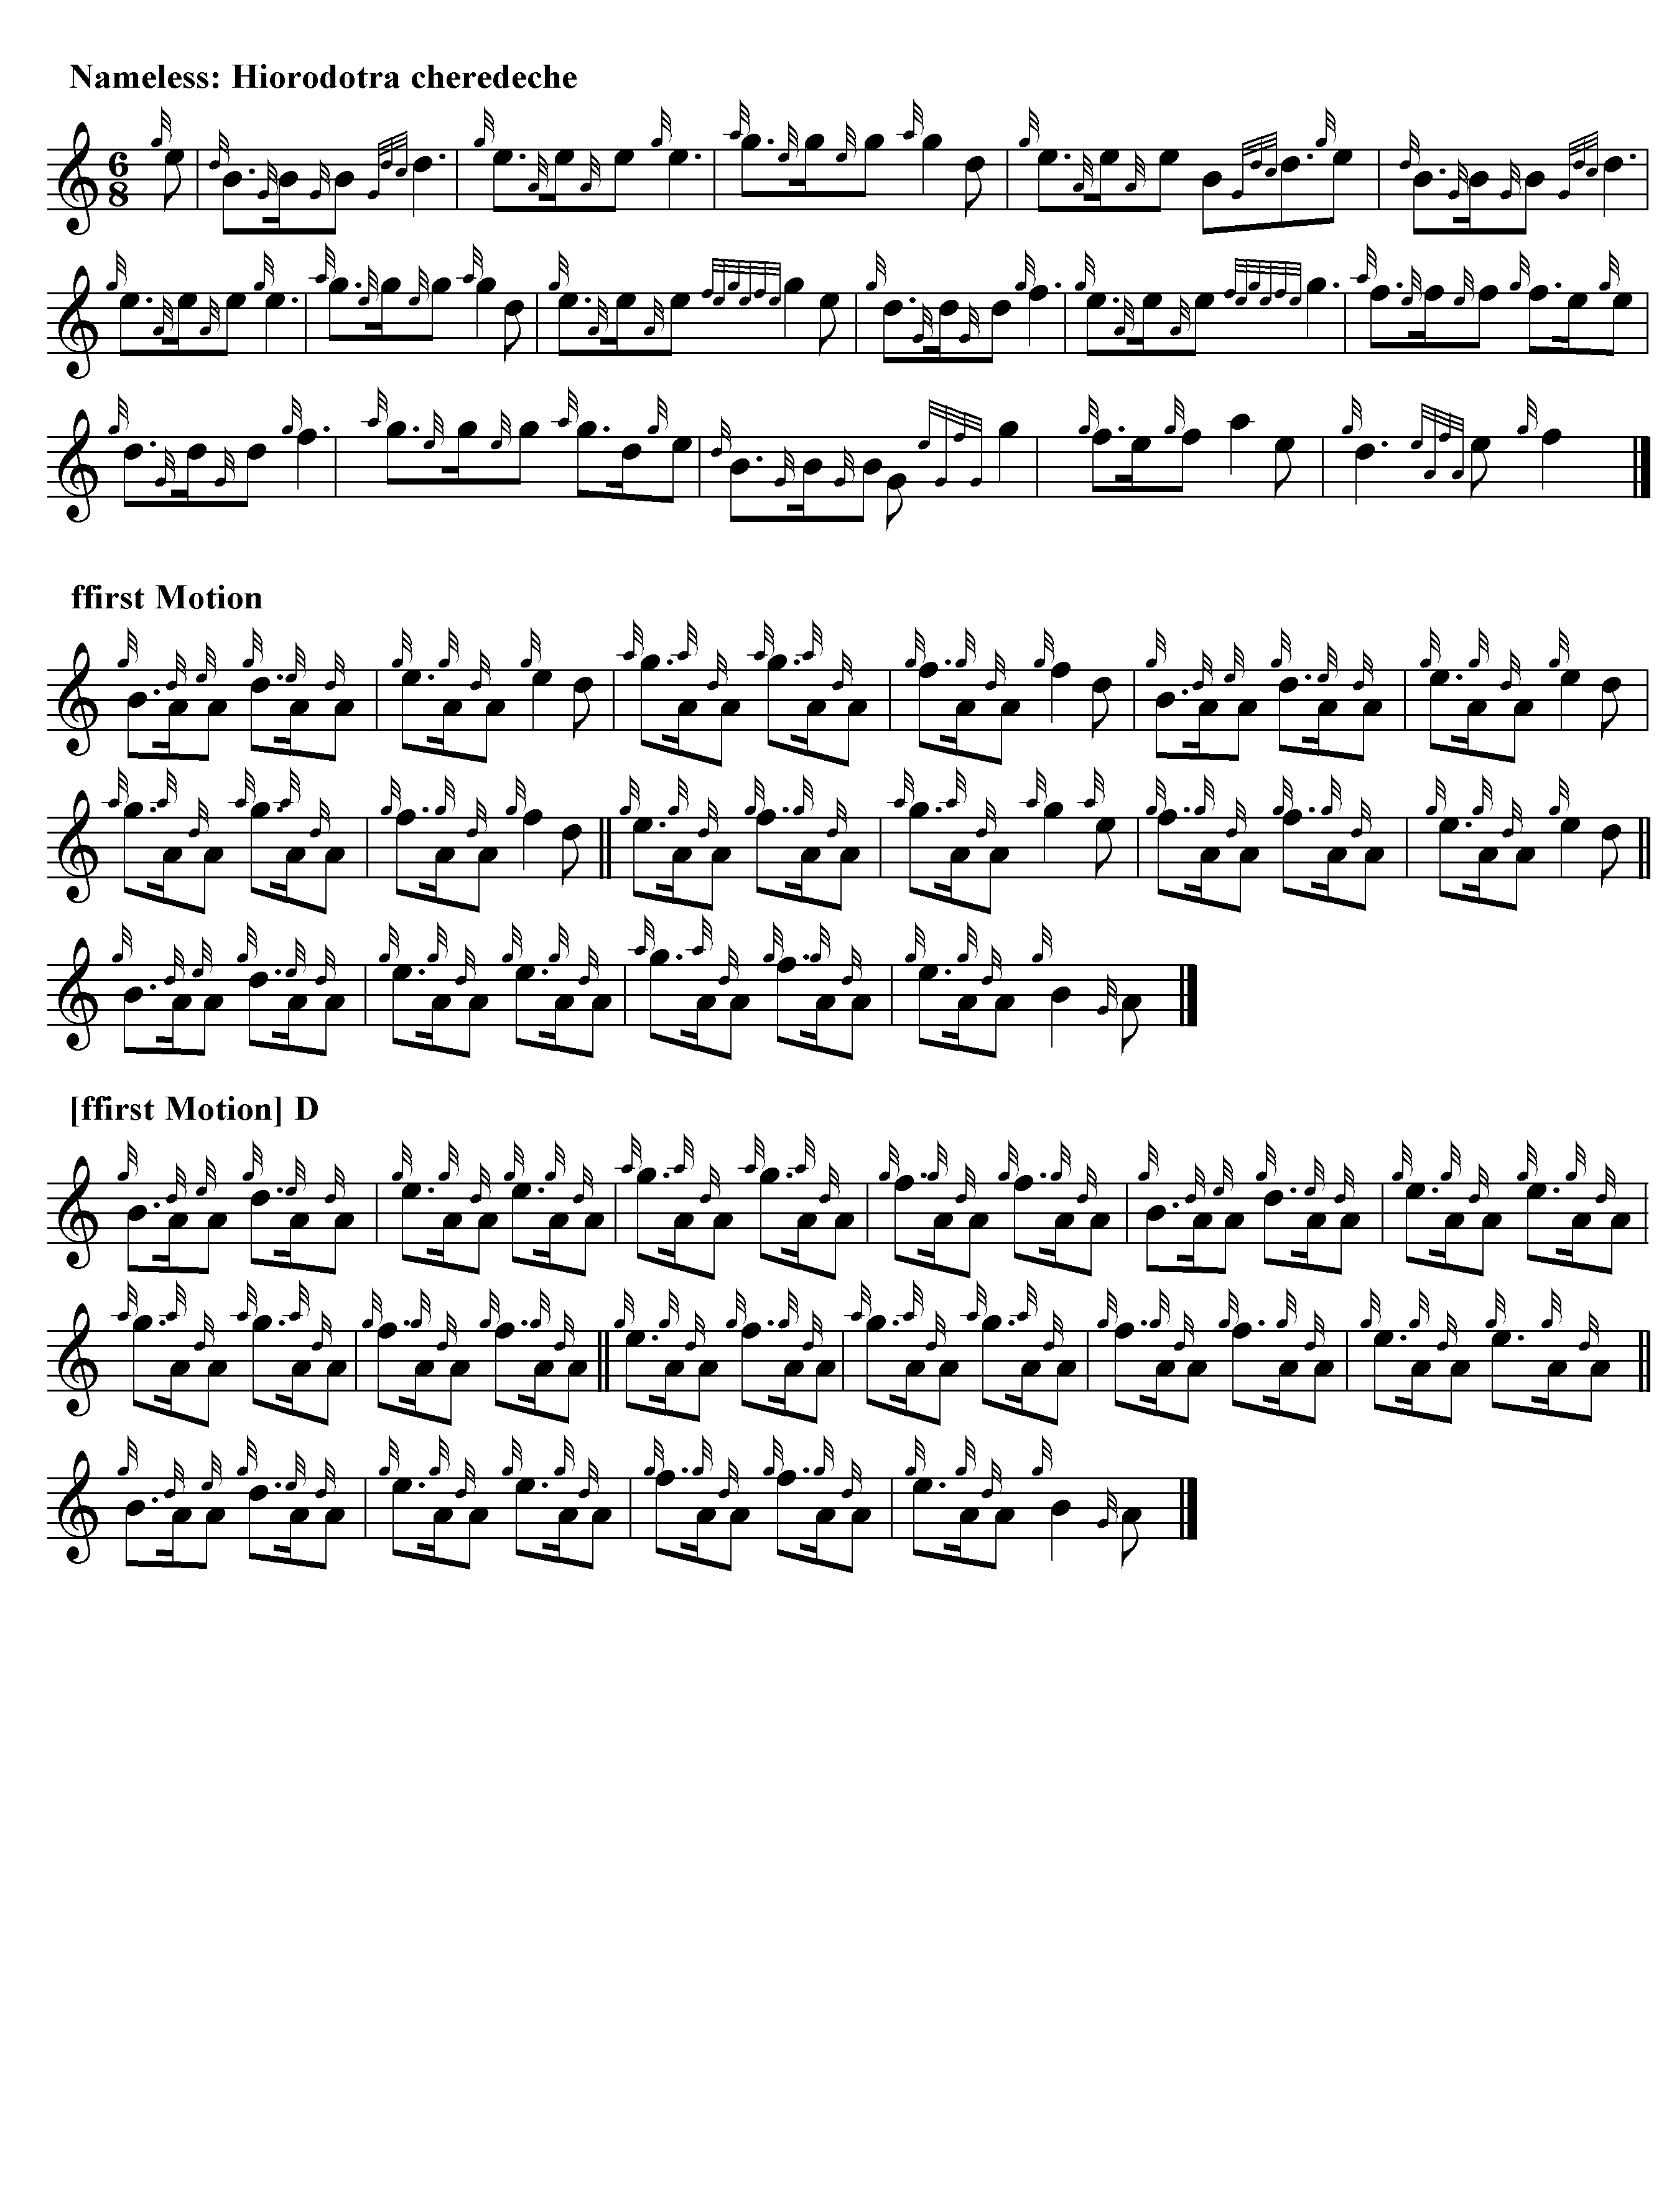 Nameless: Hiorodotra cheredeche
6
8
ffirst Motion
[ffirst Motion] D